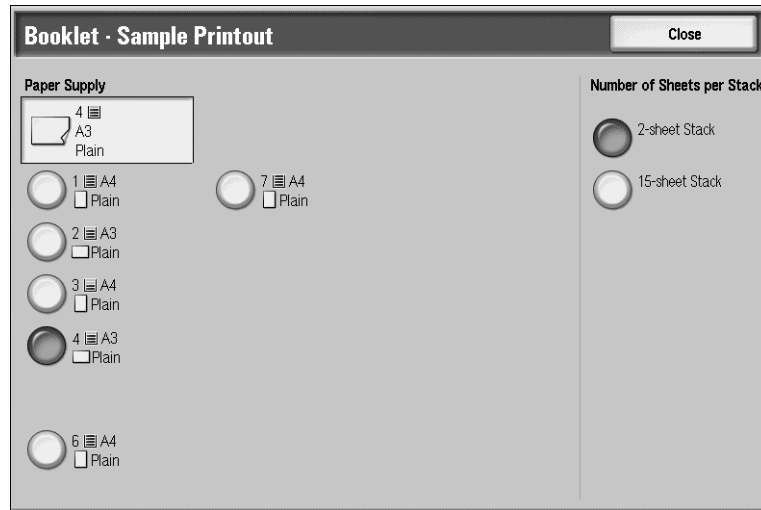 Booklet - Sample Printout
Close
Paper Supply
4
A3
Plain
1 A4
Plain
2 A3
Plain
3 A4
Plain
4 A3
Plain
6 A4
Plain
7 A4
Plain
Number of Sheets per Stack
2-sheet Stack
15-sheet Stack